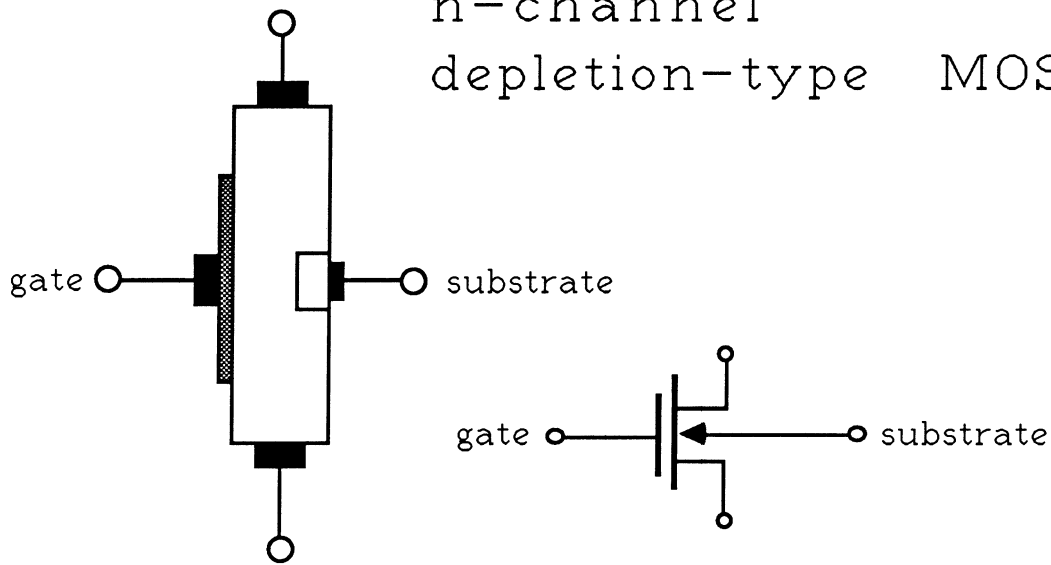 n-channel
depletion-type MOS
gate
substrate
gate
substrate